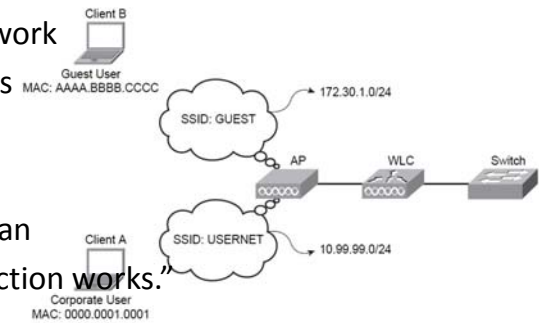 Client B
work
Guest User
s
MAC: AAAA.BBBB.CCCC
172.30.1.0/24
SSID: GUEST
AP
WLC
Switch
an
Client A
SSID: USERNET
10.99.99.0/24
ction works.”
Corporate User
MAC: 0000.0001.0001